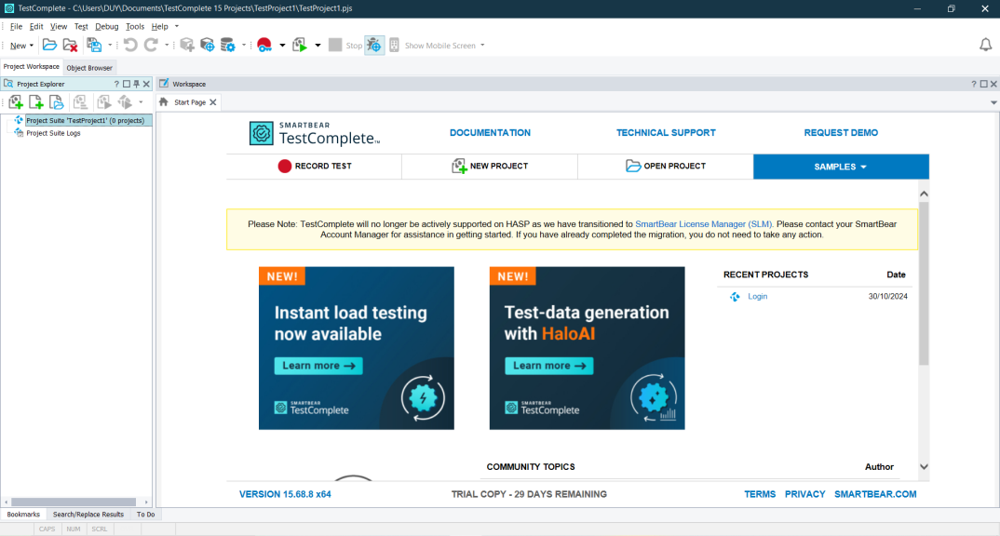 TestComplete - C:\Users\DUY\Documents\TestComplete 15 Projects\TestProject1\TestProject1.pjs
File Edit View Test Debug Tools Help
New
Stop
Show Mobile Screen
Project Workspace
Object Browser
Project Explorer
Workspace
Start Page
Project Suite 'TestProject1' (0 projects)
Project Suite Logs
SMARTBEAR
TestComplete™
DOCUMENTATION
TECHNICAL SUPPORT
REQUEST DEMO
RECORD TEST
NEW PROJECT
OPEN PROJECT
SAMPLES
Please Note: TestComplete will no longer be actively supported on HASP as we have transitioned to SmartBear License Manager (SLM). Please contact your SmartBear
Account Manager for assistance in getting started. If you have already completed the migration, you do not need to take any action.
NEW!
Instant load testing
now available
Learn more →
SMARTBEAR
TestComplete
NEW!
Test-data generation
with HaloAI
Learn more →
SMARTBEAR
TestComplete
RECENT PROJECTS Date
Login 30/10/2024
COMMUNITY TOPICS Author
VERSION 15.68.8 x64
TRIAL COPY - 29 DAYS REMAINING
TERMS PRIVACY SMARTBEAR.COM
Bookmarks Search/Replace Results To Do
CAPS NUM SCRL